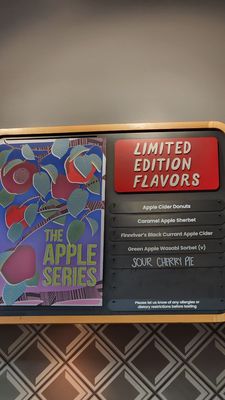 THE
APPLE
SERIES
LIMITED
EDITION
FLAVORS
Apple Cider Donuts
Caramel Apple Sherbet
Finnriver's Black Currant Apple Cider
Green Apple Wasabi Sorbet (v)
SOUR CHERRY PIE
Please let us know of any allergies or
dietary restrictions before tasting